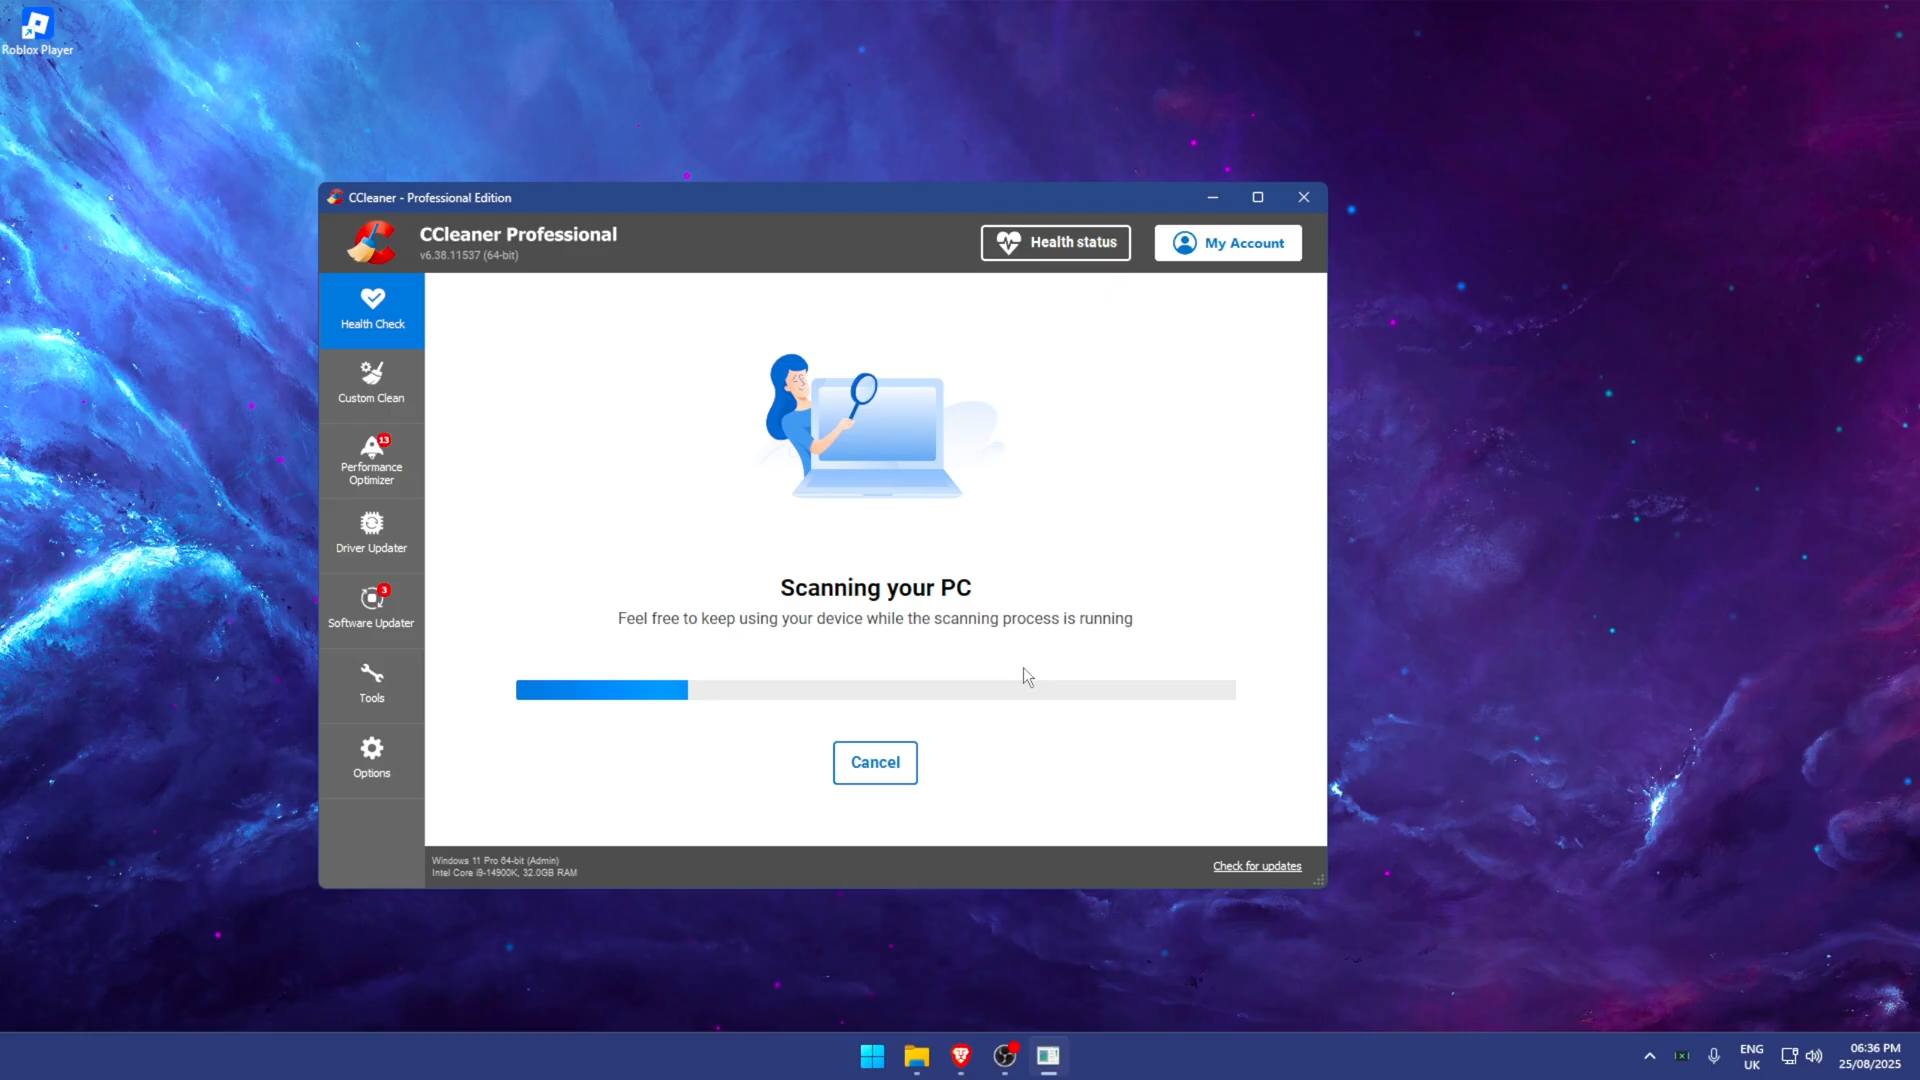 Roblox Player
CCleaner - Professional Edition
CCleaner Professional
v6.38.11537 (64-bit)
Health status
My Account
Health Check
Custom Clean
13
Performance
Optimizer
Driver Updater
3
Software Updater
Tools
Options
Scanning your PC
Feel free to keep using your device while the scanning process is running
Cancel
Windows 11 Pro 64-bit (Admin)
Intel Core i9-14900K, 32.0GB RAM
Check for updates
ENG
UK
06:36 PM
25/08/2025